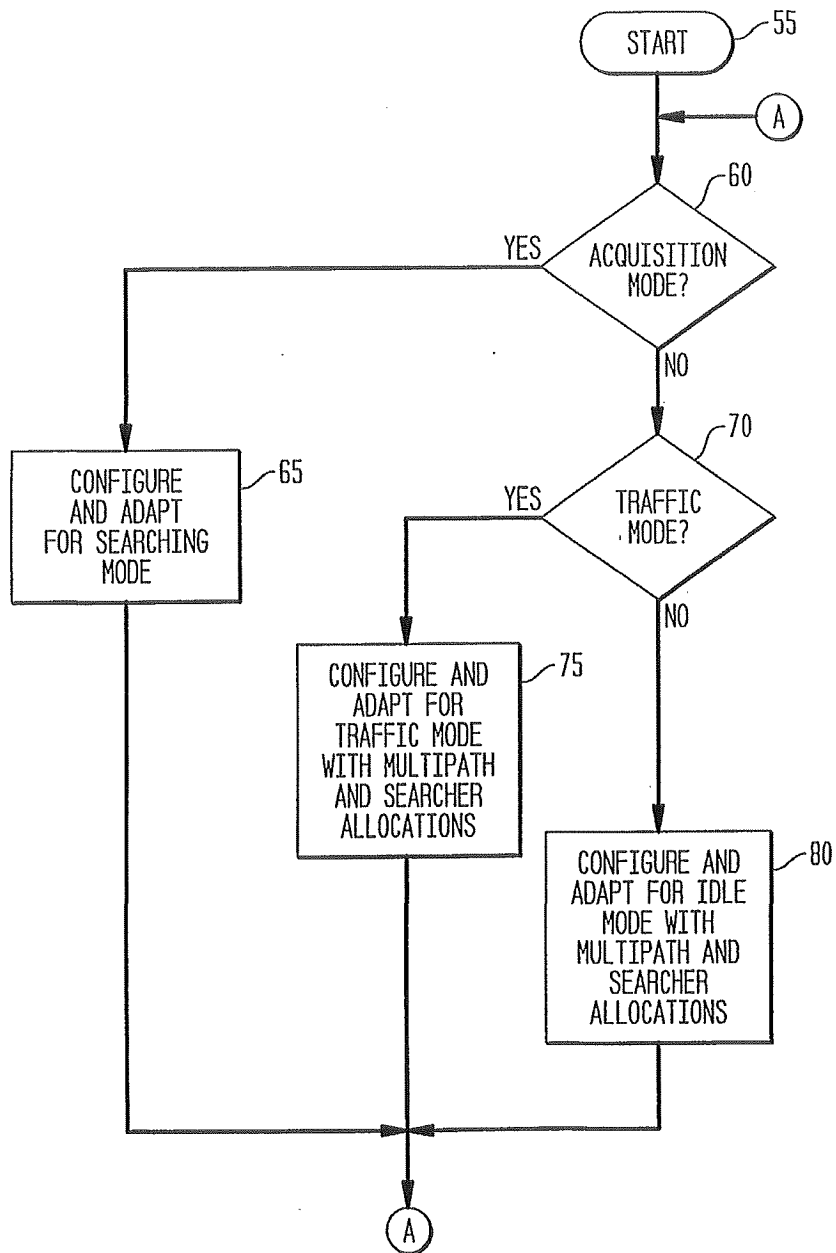 START
55
A
60
YES
ACQUISITION
MODE?
NO
70
65
CONFIGURE
AND ADAPT
FOR SEARCHING
MODE
YES
TRAFFIC
MODE?
NO
75
CONFIGURE AND
ADAPT FOR
TRAFFIC MODE
WITH MULTIPATH
AND SEARCHER
ALLOCATIONS
80
CONFIGURE AND
ADAPT FOR IDLE
MODE WITH
MULTIPATH AND
SEARCHER
ALLOCATIONS
A